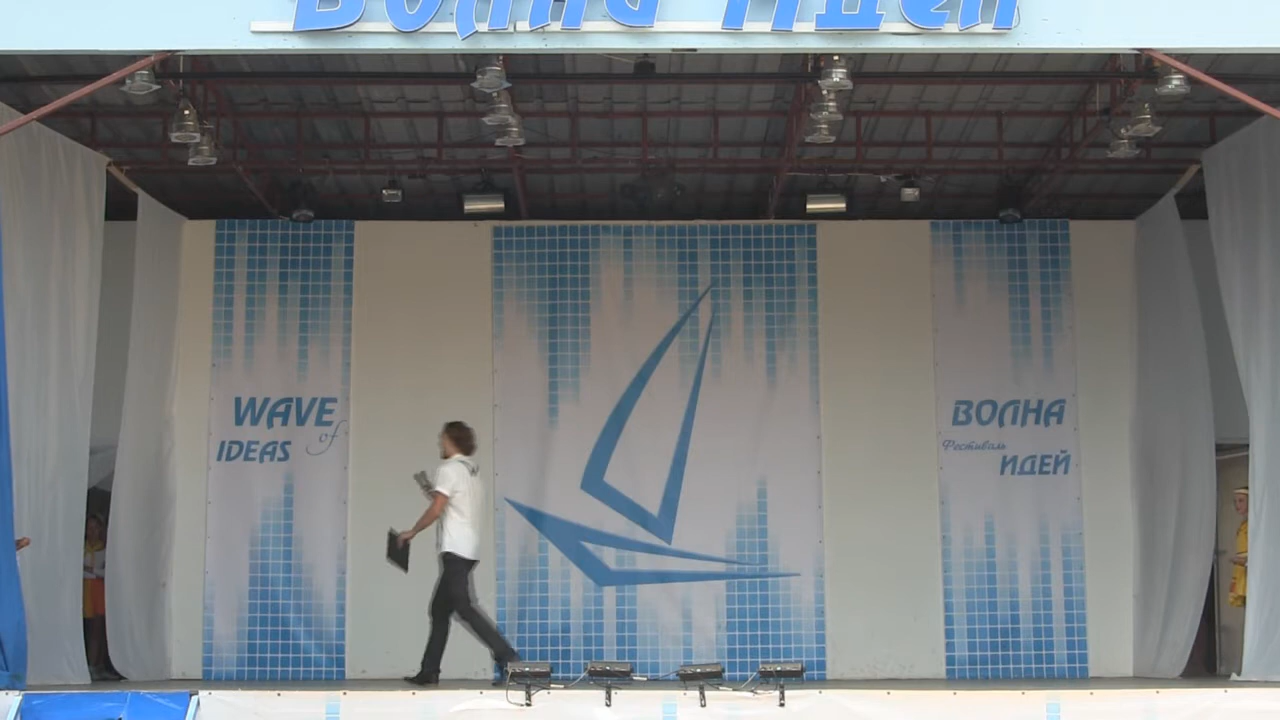 Волна Идей
WAVE
of
IDEAS
ВОЛНА
Фестиваль
ИДЕЙ